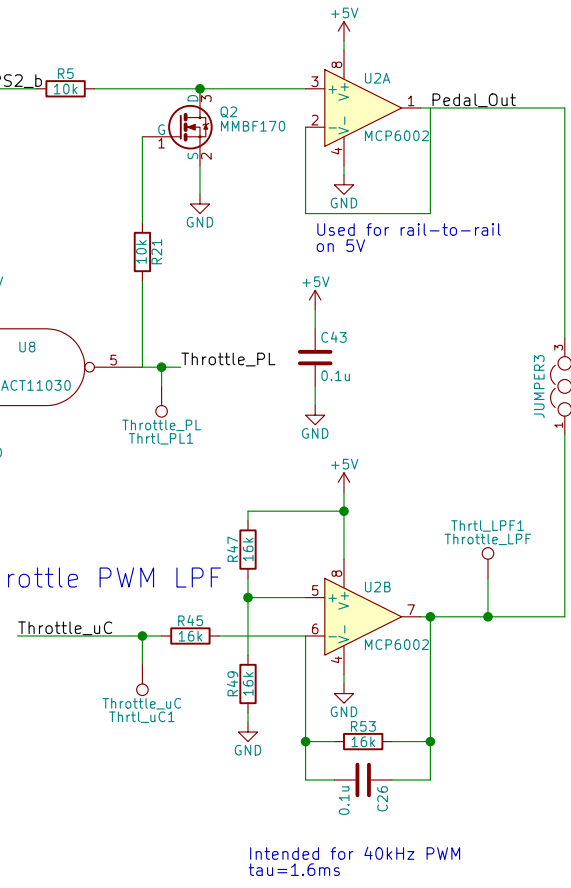 +5V
PS2_b
R5
10k
D
3
Q2
MMBF170
G
1
S
2
GND
3
+
8
V+
U2A
1
Pedal_Out
2
−
V−
4
MCP6002
GND
Used for rail-to-rail
on 5V
10k
R21
+5V
C43
0.1u
GND
U8
ACT11030
5
Throttle_PL
Throttle_PL
Thrtl_PL1
JUMPER3
3
1
+5V
Thrtl_LPF1
Throttle_LPF
R47
16k
rottle PWM LPF
5
+
8
V+
U2B
7
6
−
V−
4
MCP6002
GND
Throttle_uC
R45
16k
Throttle_uC
Thrtl_uC1
R49
16k
GND
R53
16k
0.1u
C26
Intended for 40kHz PWM
tau=1.6ms